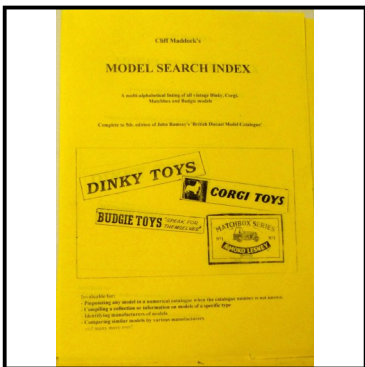 Cliff Maddock's
MODEL SEARCH INDEX
A multi-alphabetical listing of all vintage Dinky, Corgi,
Matchbox and Budgie models
Complete to 5th. edition of John Ramsey's 'British Diecast Model Catalogue'
DINKY TOYS
CORGI TOYS
BUDGIE TOYS "SPEAK FOR
THEMSELVES"
MATCHBOX SERIES
MOKO LESNEY
Invaluable for:
- Pinpointing any model in a numerical catalogue when the catalogue number is not known.
- Compiling a collection or information on models of a specific type
- Identifying manufacturers of models
- Comparing similar models by various manufacturers